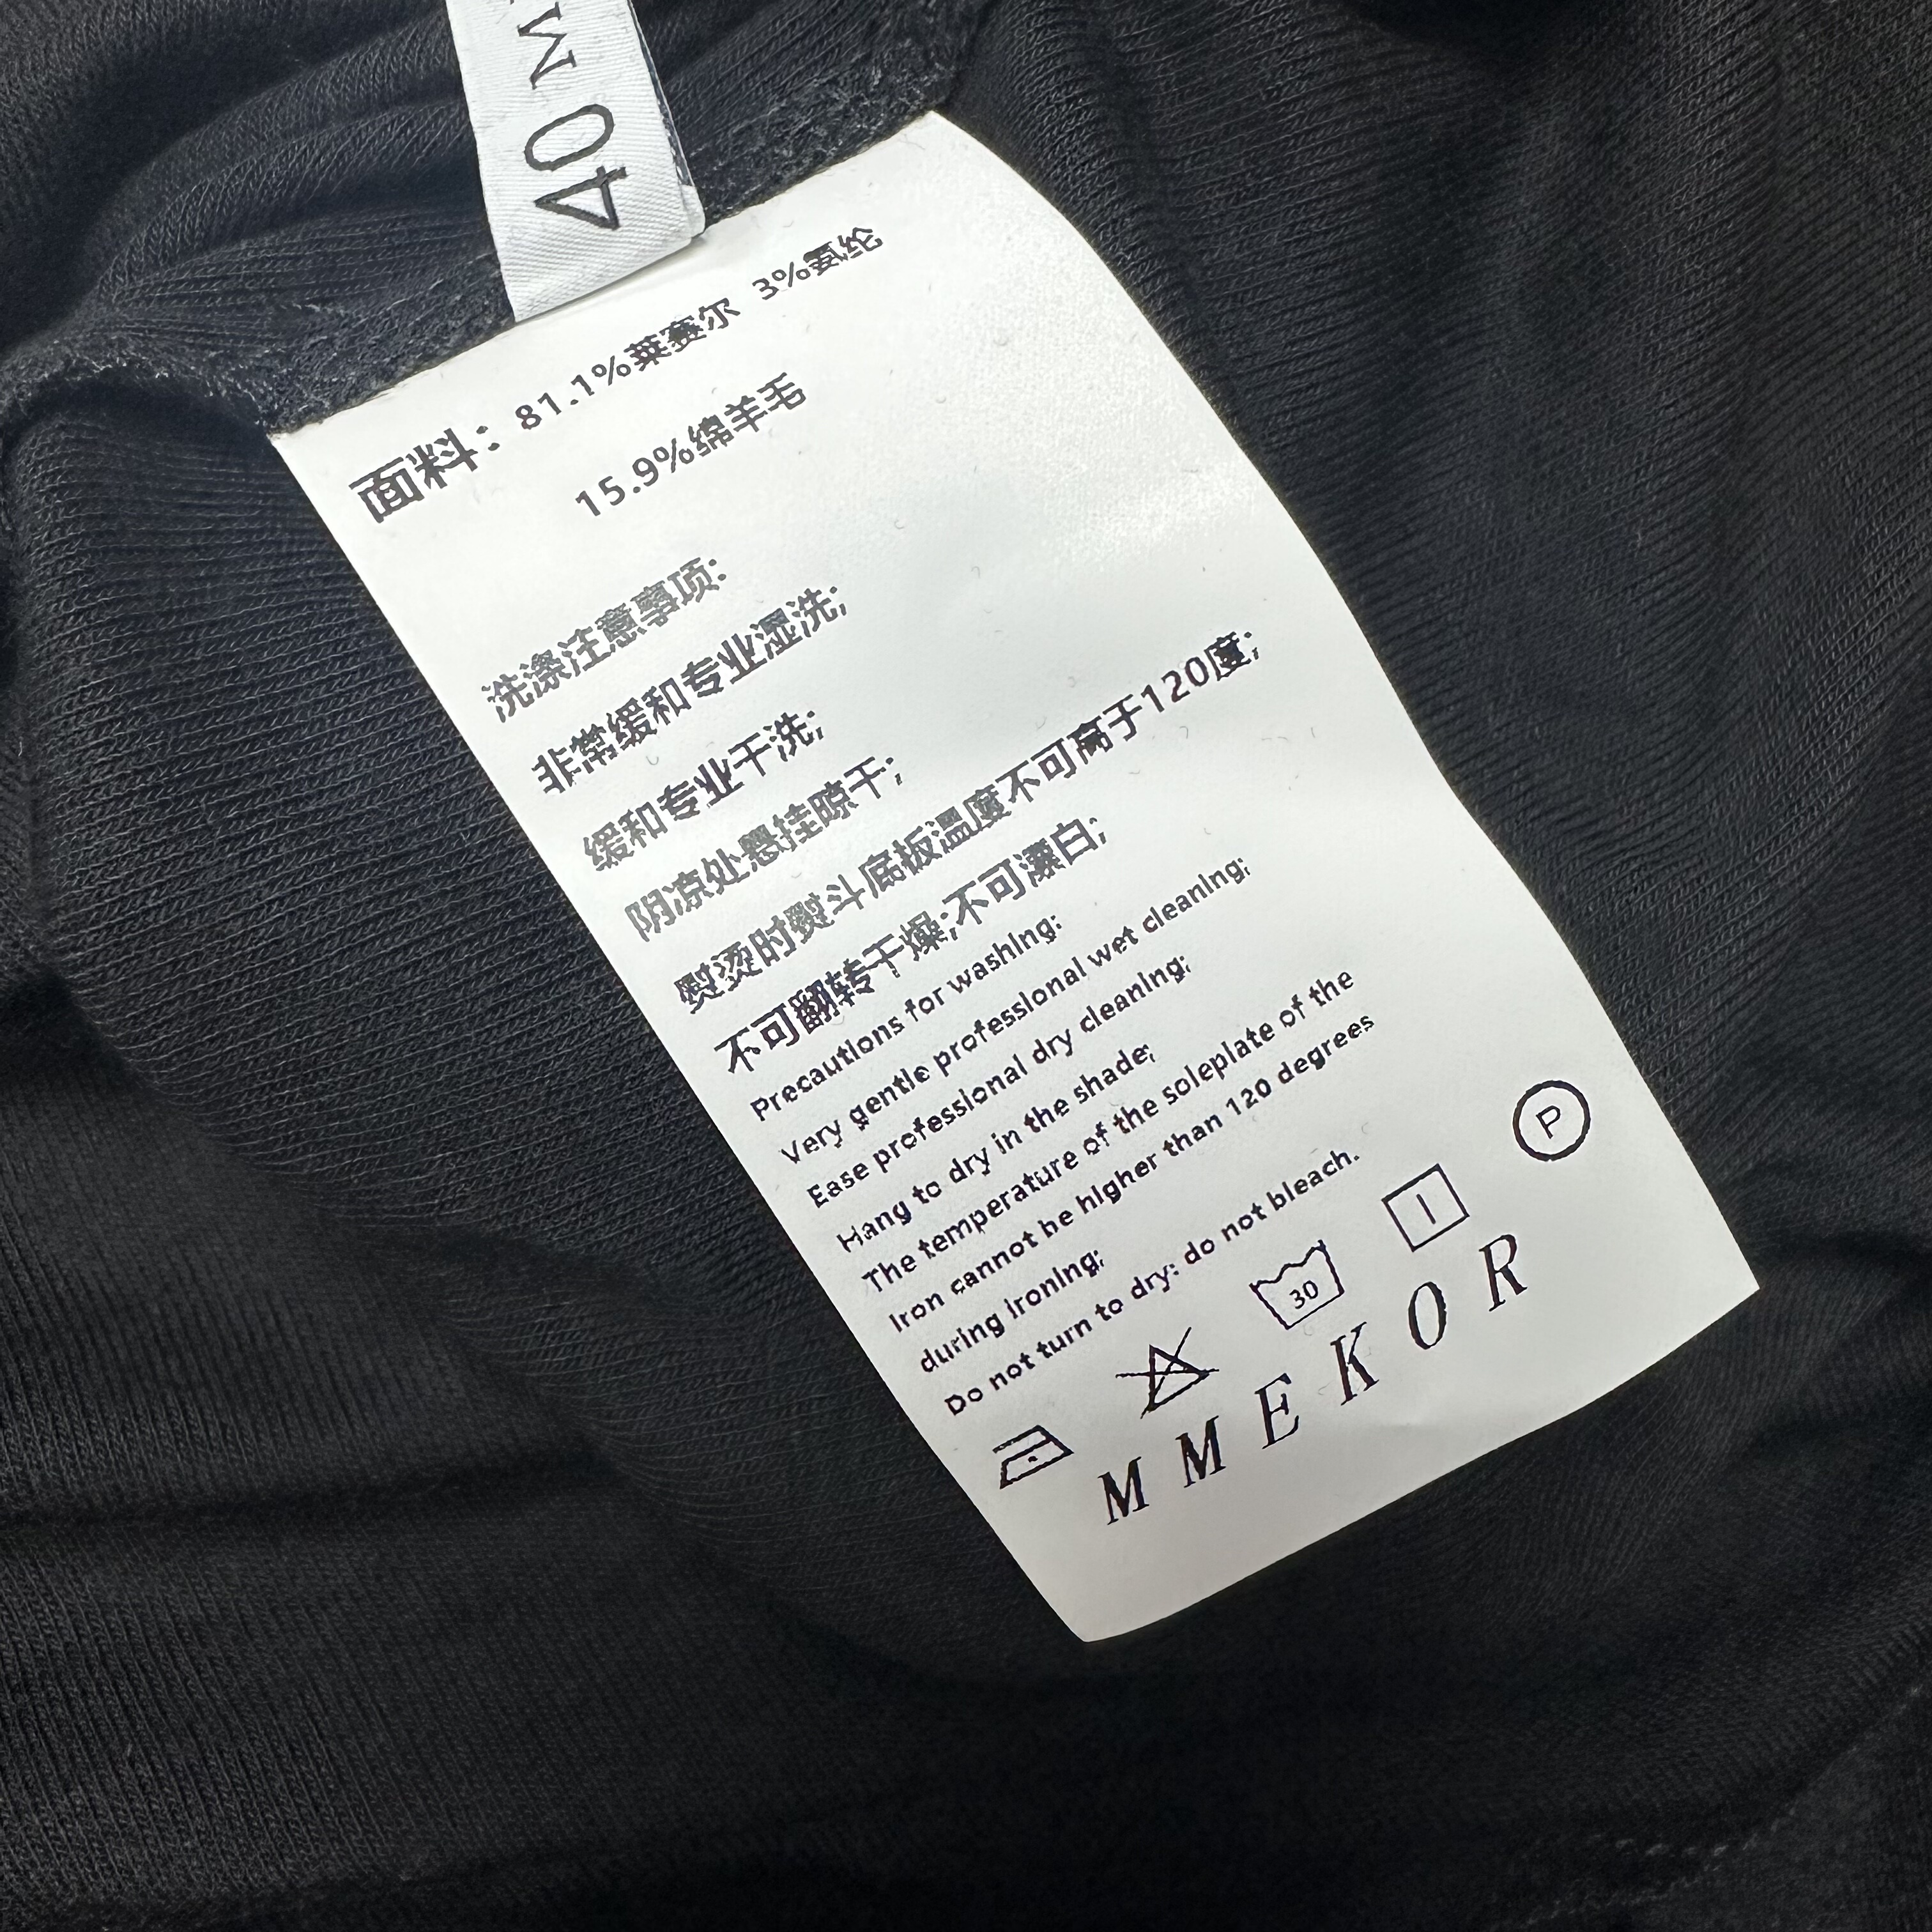 40 M
面料：81.1%莱赛尔 3%氨纶
15.9%绵羊毛
洗涤注意事项:
非常缓和专业湿洗;
缓和专业干洗;
阴凉处悬挂晾干;
熨烫时熨斗底板温度不可高于120度;
不可翻转干燥;不可漂白;
Precautions for washing:
Very gentle professional wet cleaning;
Ease professional dry cleaning;
Hang to dry in the shade;
The temperature of the soleplate of the
Iron cannot be higher than 120 degrees
during ironing;
Do not turn to dry: do not bleach.
30
P
MMEKOR